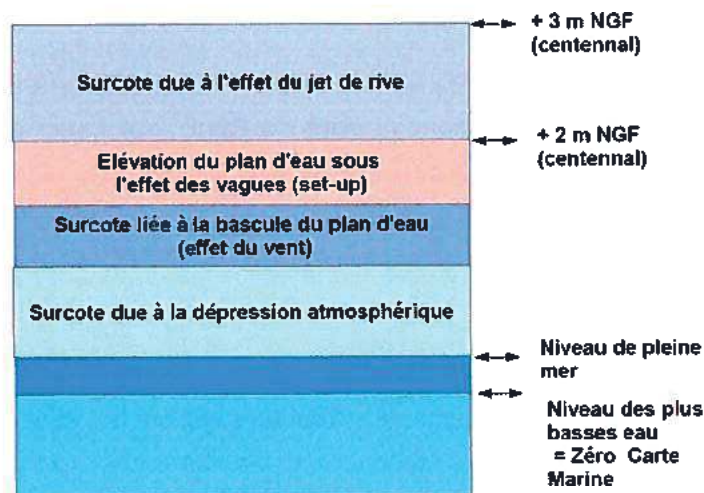 + 3 m NGF
(centennal)
Surcote due à l'effet du jet de rive
+ 2 m NGF
(centennal)
Elévation du plan d'eau sous
l'effet des vagues (set-up)
Surcote liée à la bascule du plan d'eau
(effet du vent)
Surcote due à la dépression atmosphérique
Niveau de pleine
mer
Niveau des plus
basses eau
= Zéro Carte
Marine